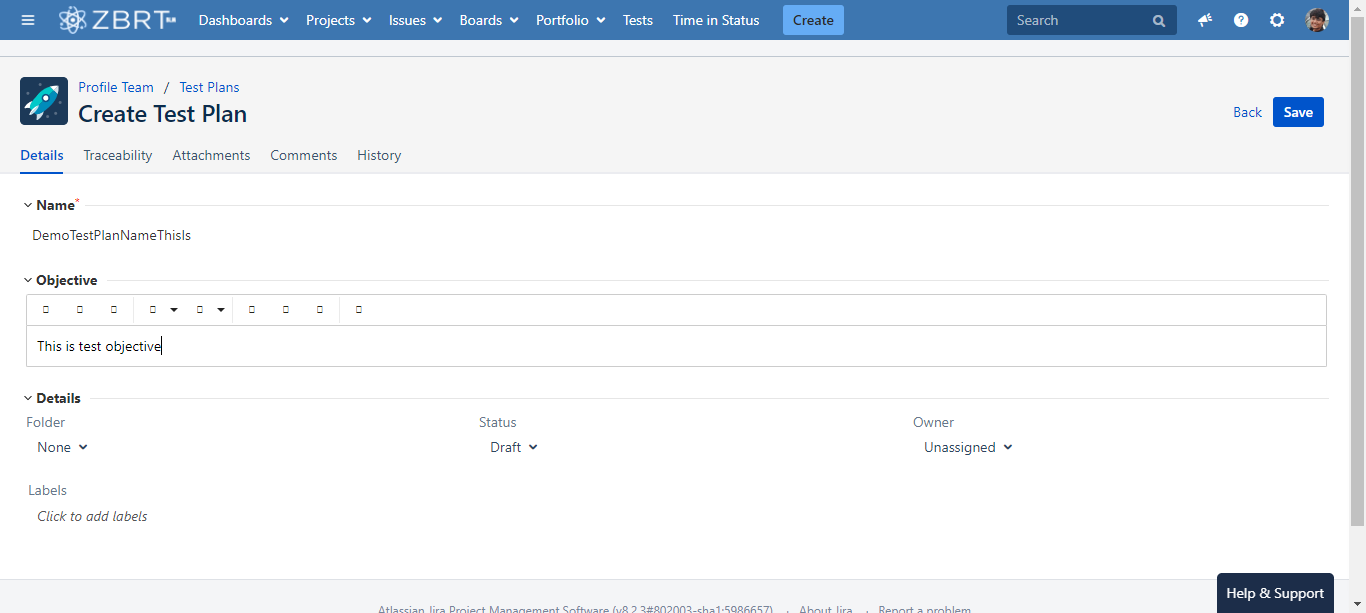 ZBRT Dashboards Projects Issues Boards Portfolio Tests Time in Status Create Search
Profile Team / Test Plans
Create Test Plan
Back Save
Details Traceability Attachments Comments History
Name*
DemoTestPlanNameThisIs
Objective
This is test objective
Details
Folder Status Owner
None Draft Unassigned
Labels
Click to add labels
Help & Support
Atlassian Jira Project Management Software (v8.2.3#802003-sha1:5986657) · About Jira · Report a problem